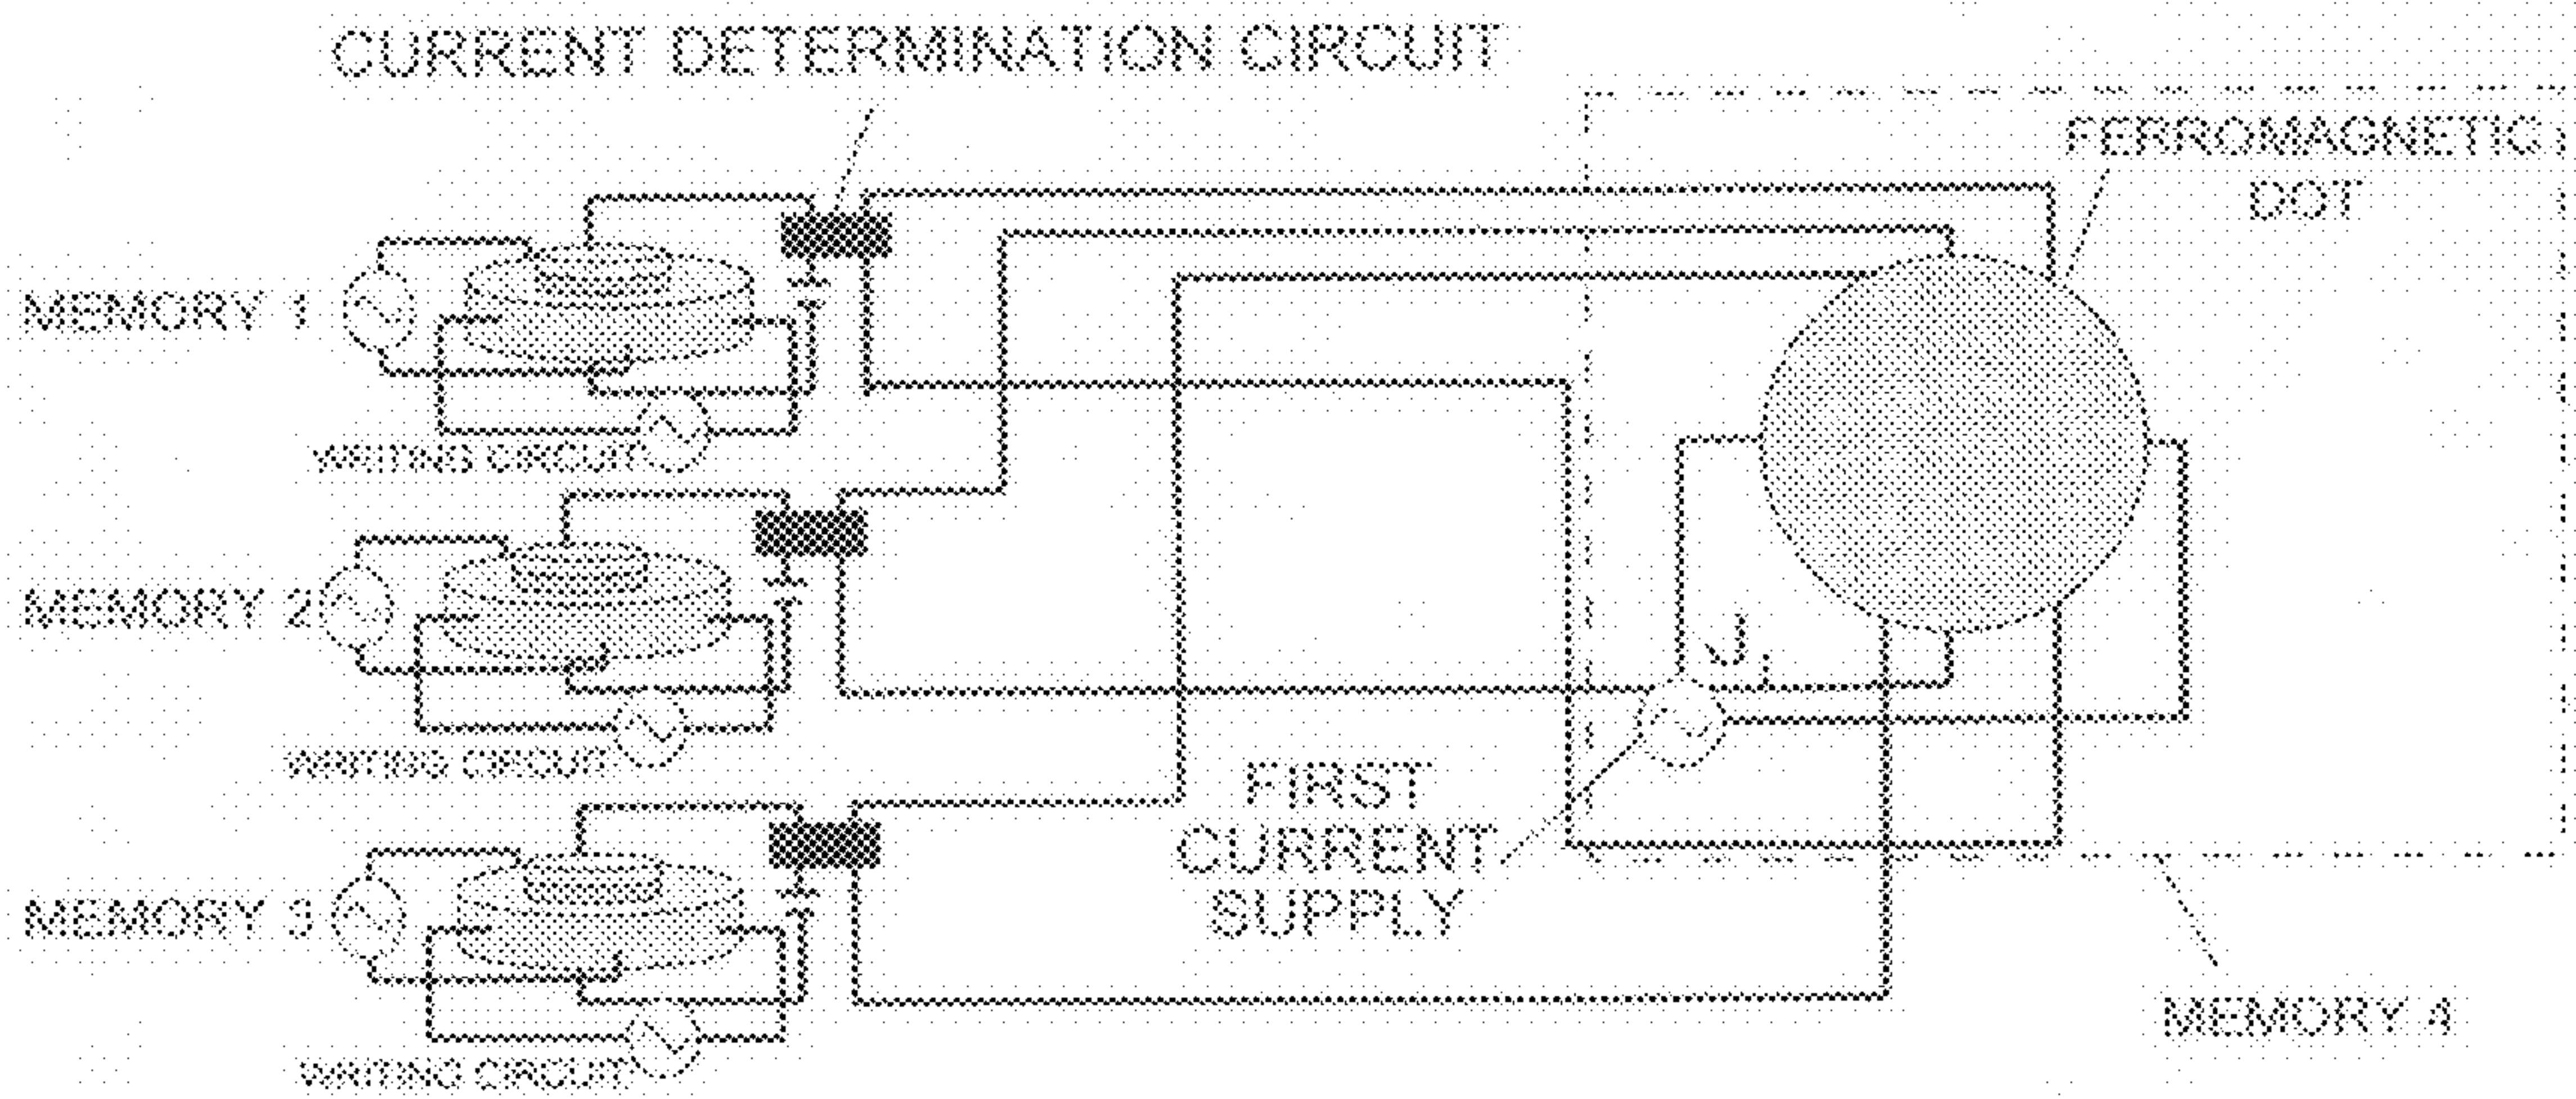 CURRENT DETERMINATION CIRCUIT
FERROMAGNETIC
DOT
MEMORY 1
WRITING CIRCUIT
MEMORY 2
WRITING CIRCUIT
J₁
FIRST
CURRENT
SUPPLY
MEMORY 3
WRITING CIRCUIT
MEMORY 4